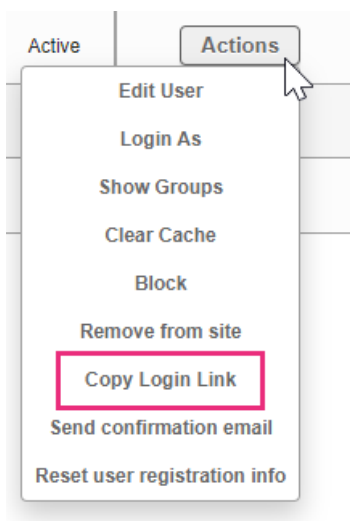 Active
Actions
Edit User
Login As
Show Groups
Clear Cache
Block
Remove from site
Copy Login Link
Send confirmation email
Reset user registration info